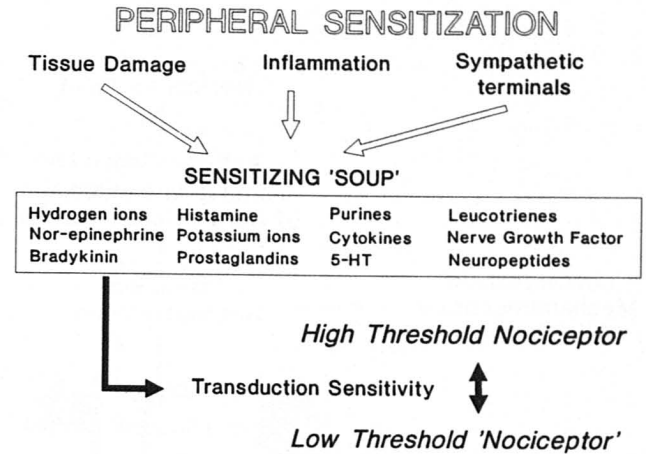 PERIPHERAL SENSITIZATION
Tissue Damage
Inflammation
Sympathetic
terminals
SENSITIZING 'SOUP'
Hydrogen ions Histamine Purines Leucotrienes
Nor-epinephrine Potassium ions Cytokines Nerve Growth Factor
Bradykinin Prostaglandins 5-HT Neuropeptides
High Threshold Nociceptor
Transduction Sensitivity
Low Threshold 'Nociceptor'